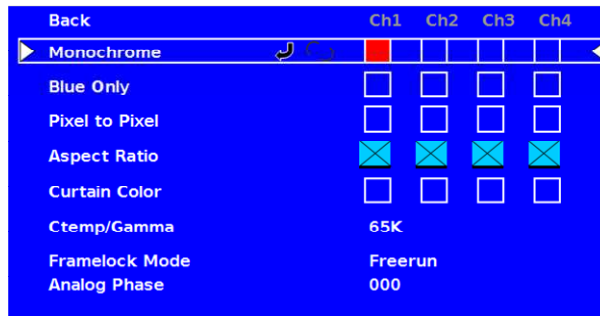 Back Ch1 Ch2 Ch3 Ch4
Monochrome
Blue Only
Pixel to Pixel
Aspect Ratio
Curtain Color
Ctemp/Gamma 65K
Framelock Mode Freerun
Analog Phase 000